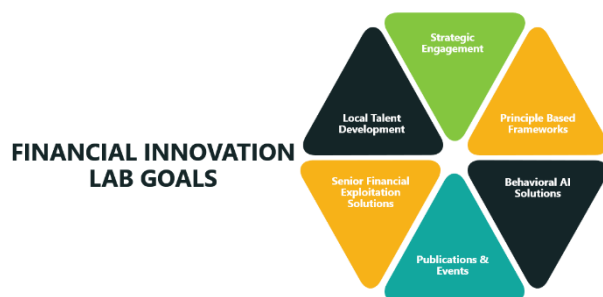 FINANCIAL INNOVATION
LAB GOALS
Strategic
Engagement
Principle Based
Frameworks
Behavioral AI
Solutions
Publications &
Events
Senior Financial
Exploitation
Solutions
Local Talent
Development